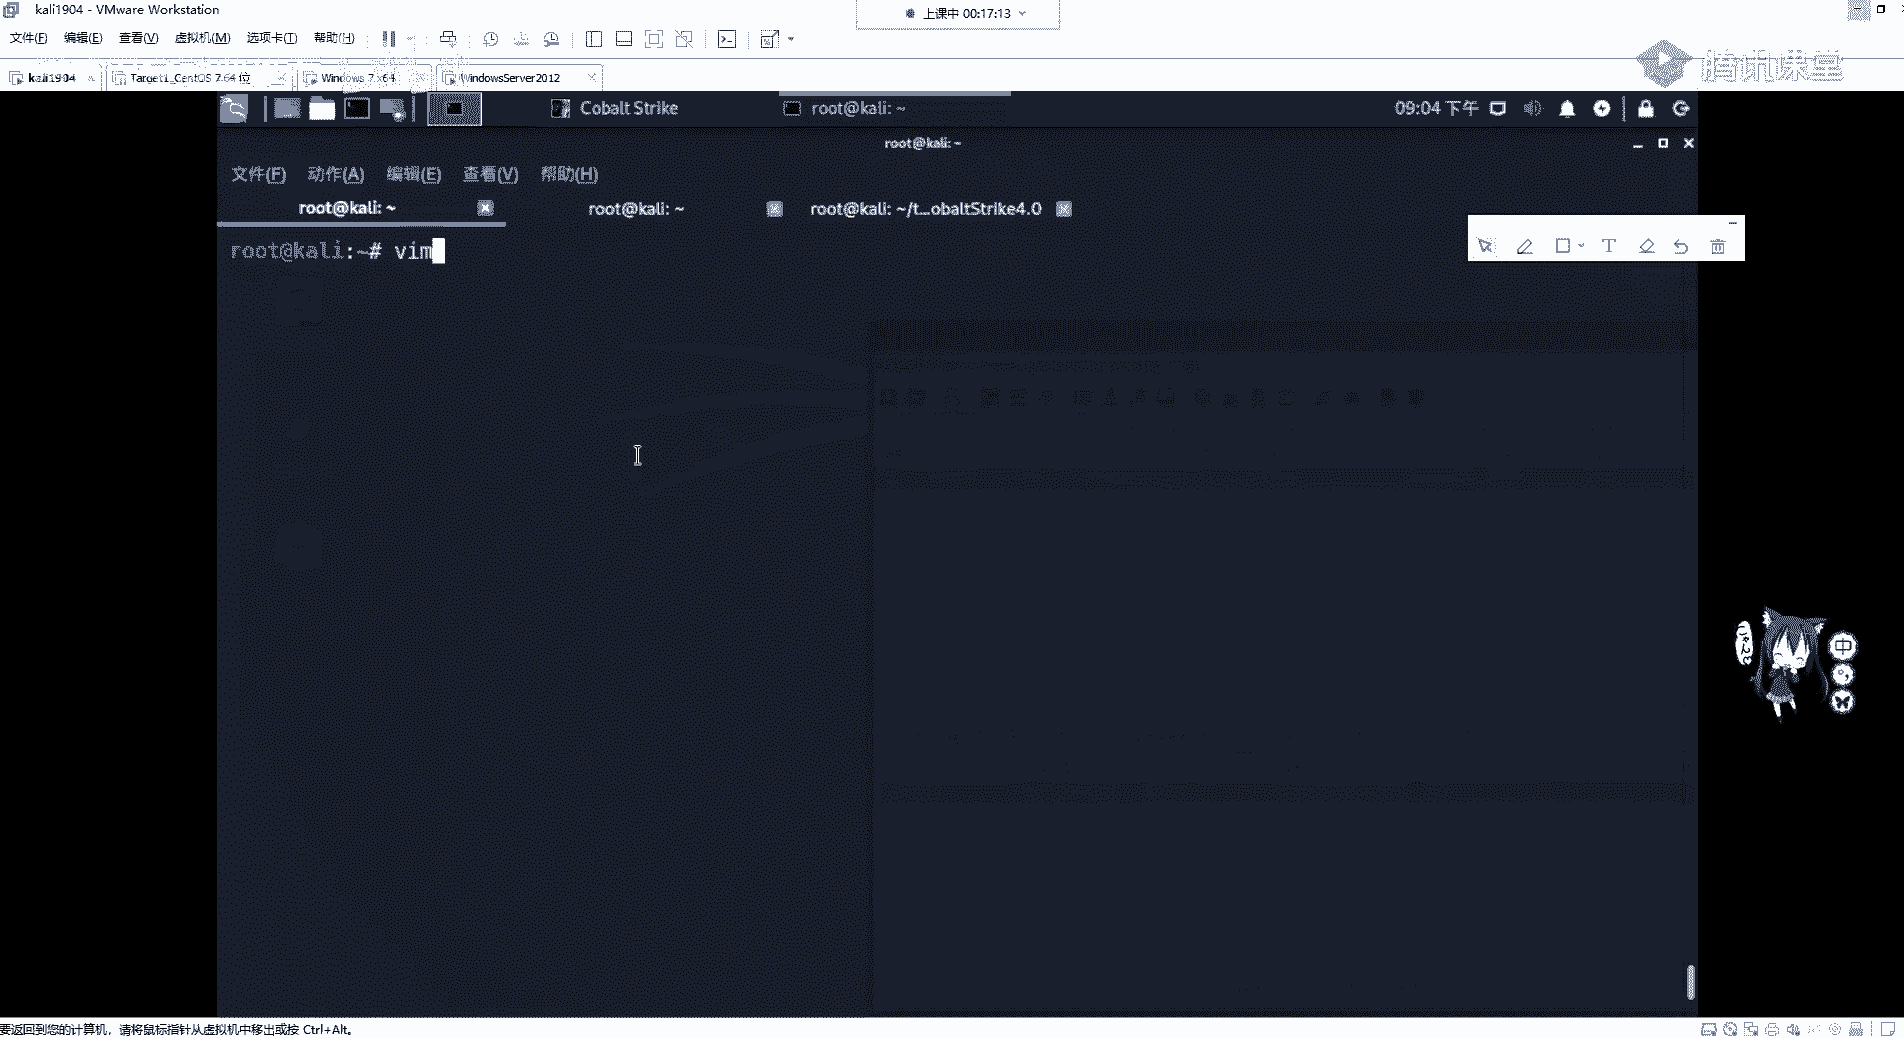 kali1904 - VMware Workstation
上课中 00:17:13
文件(F) 编辑(E) 查看(V) 虚拟机(M) 选项卡(T) 帮助(H)
腾讯课堂
kali1904 Target1_CentOS 7.64 位 Windows 7 x64 WindowsServer2012
Cobalt Strike root@kali: ~ 09:04 下午
root@kali: ~
文件(F) 动作(A) 编辑(E) 查看(V) 帮助(H)
root@kali: ~ root@kali: ~ root@kali: ~/t...obaltStrike4.0
root@kali:~# vim
T
中
要返回到您的计算机，请将鼠标指针从虚拟机中移出或按 Ctrl+Alt。